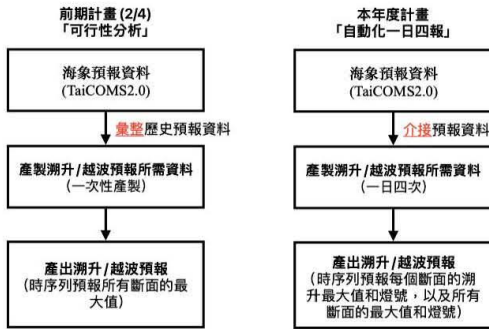 前期計畫 (2/4)
「可行性分析」
海象預報資料
(TaiCOMS2.0)
彙整歷史預報資料
產製溯升/越波預報所需資料
(一次性產製)
產出溯升/越波預報
(時序列預報所有斷面的最
大值)
本年度計畫
「自動化一日四報」
海象預報資料
(TaiCOMS2.0)
介接預報資料
產製溯升/越波預報所需資料
(一日四次)
產出溯升/越波預報
(時序列預報每個斷面的溯
升最大值和燈號，以及所有
斷面的最大值和燈號)